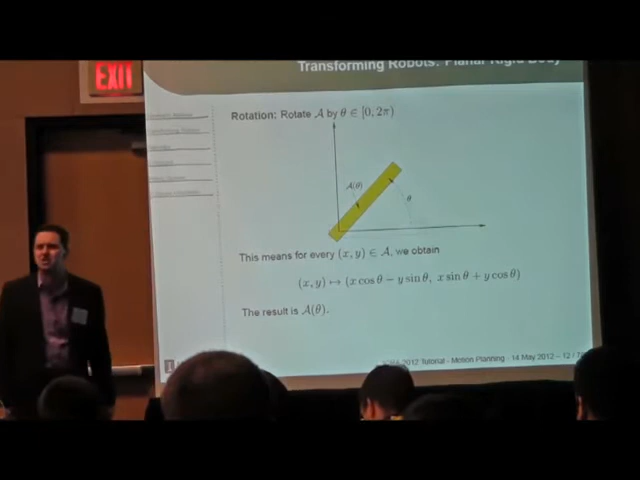 EXIT
Transforming Robots: Planar Rigid Body
Rotation: Rotate 𝒜 by θ ∈ [0, 2π)
𝒜(θ)
θ
This means for every (x, y) ∈ 𝒜, we obtain
(x, y) ↦ (x cos θ − y sin θ, x sin θ + y cos θ)
The result is 𝒜(θ).
2012 Tutorial - Motion Planning - 14 May 2012 – 12 /